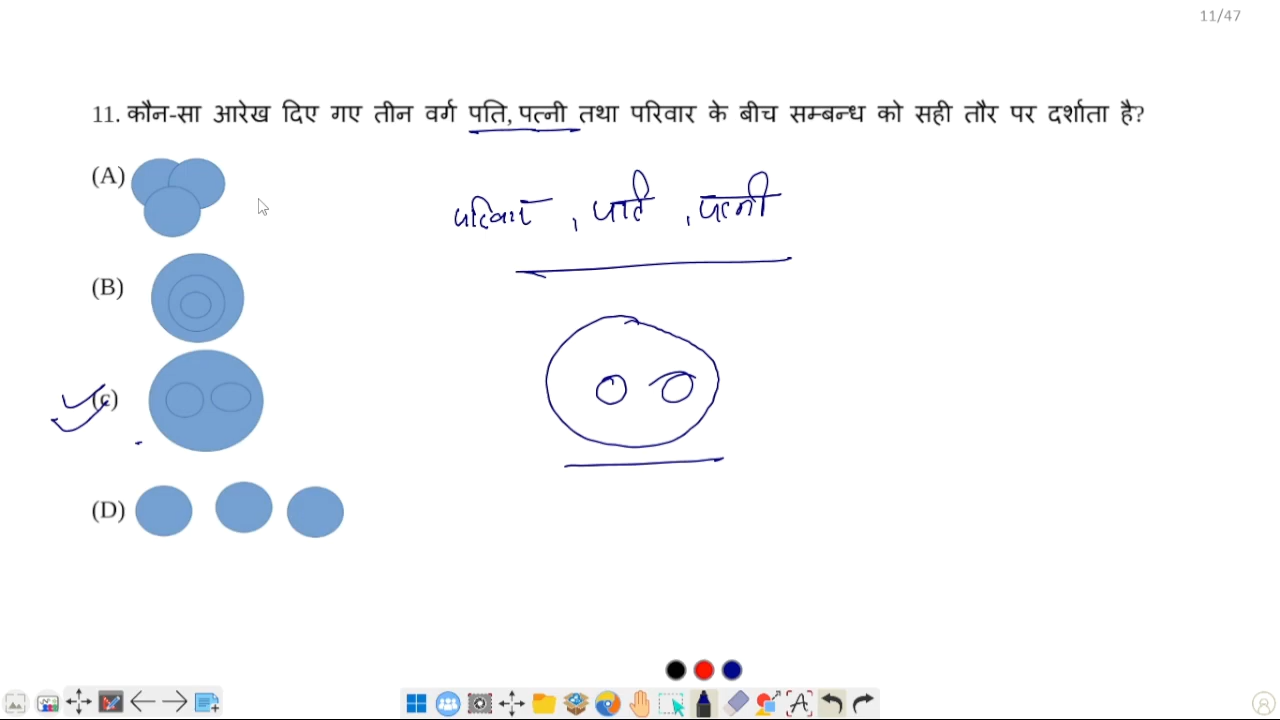 11/47
11. कौन-सा आरेख दिए गए तीन वर्ग पति, पत्नी तथा परिवार के बीच सम्बन्ध को सही तौर पर दर्शाता है?
(A)
परिवार , पति , पत्नी
(B)
(C)
(D)